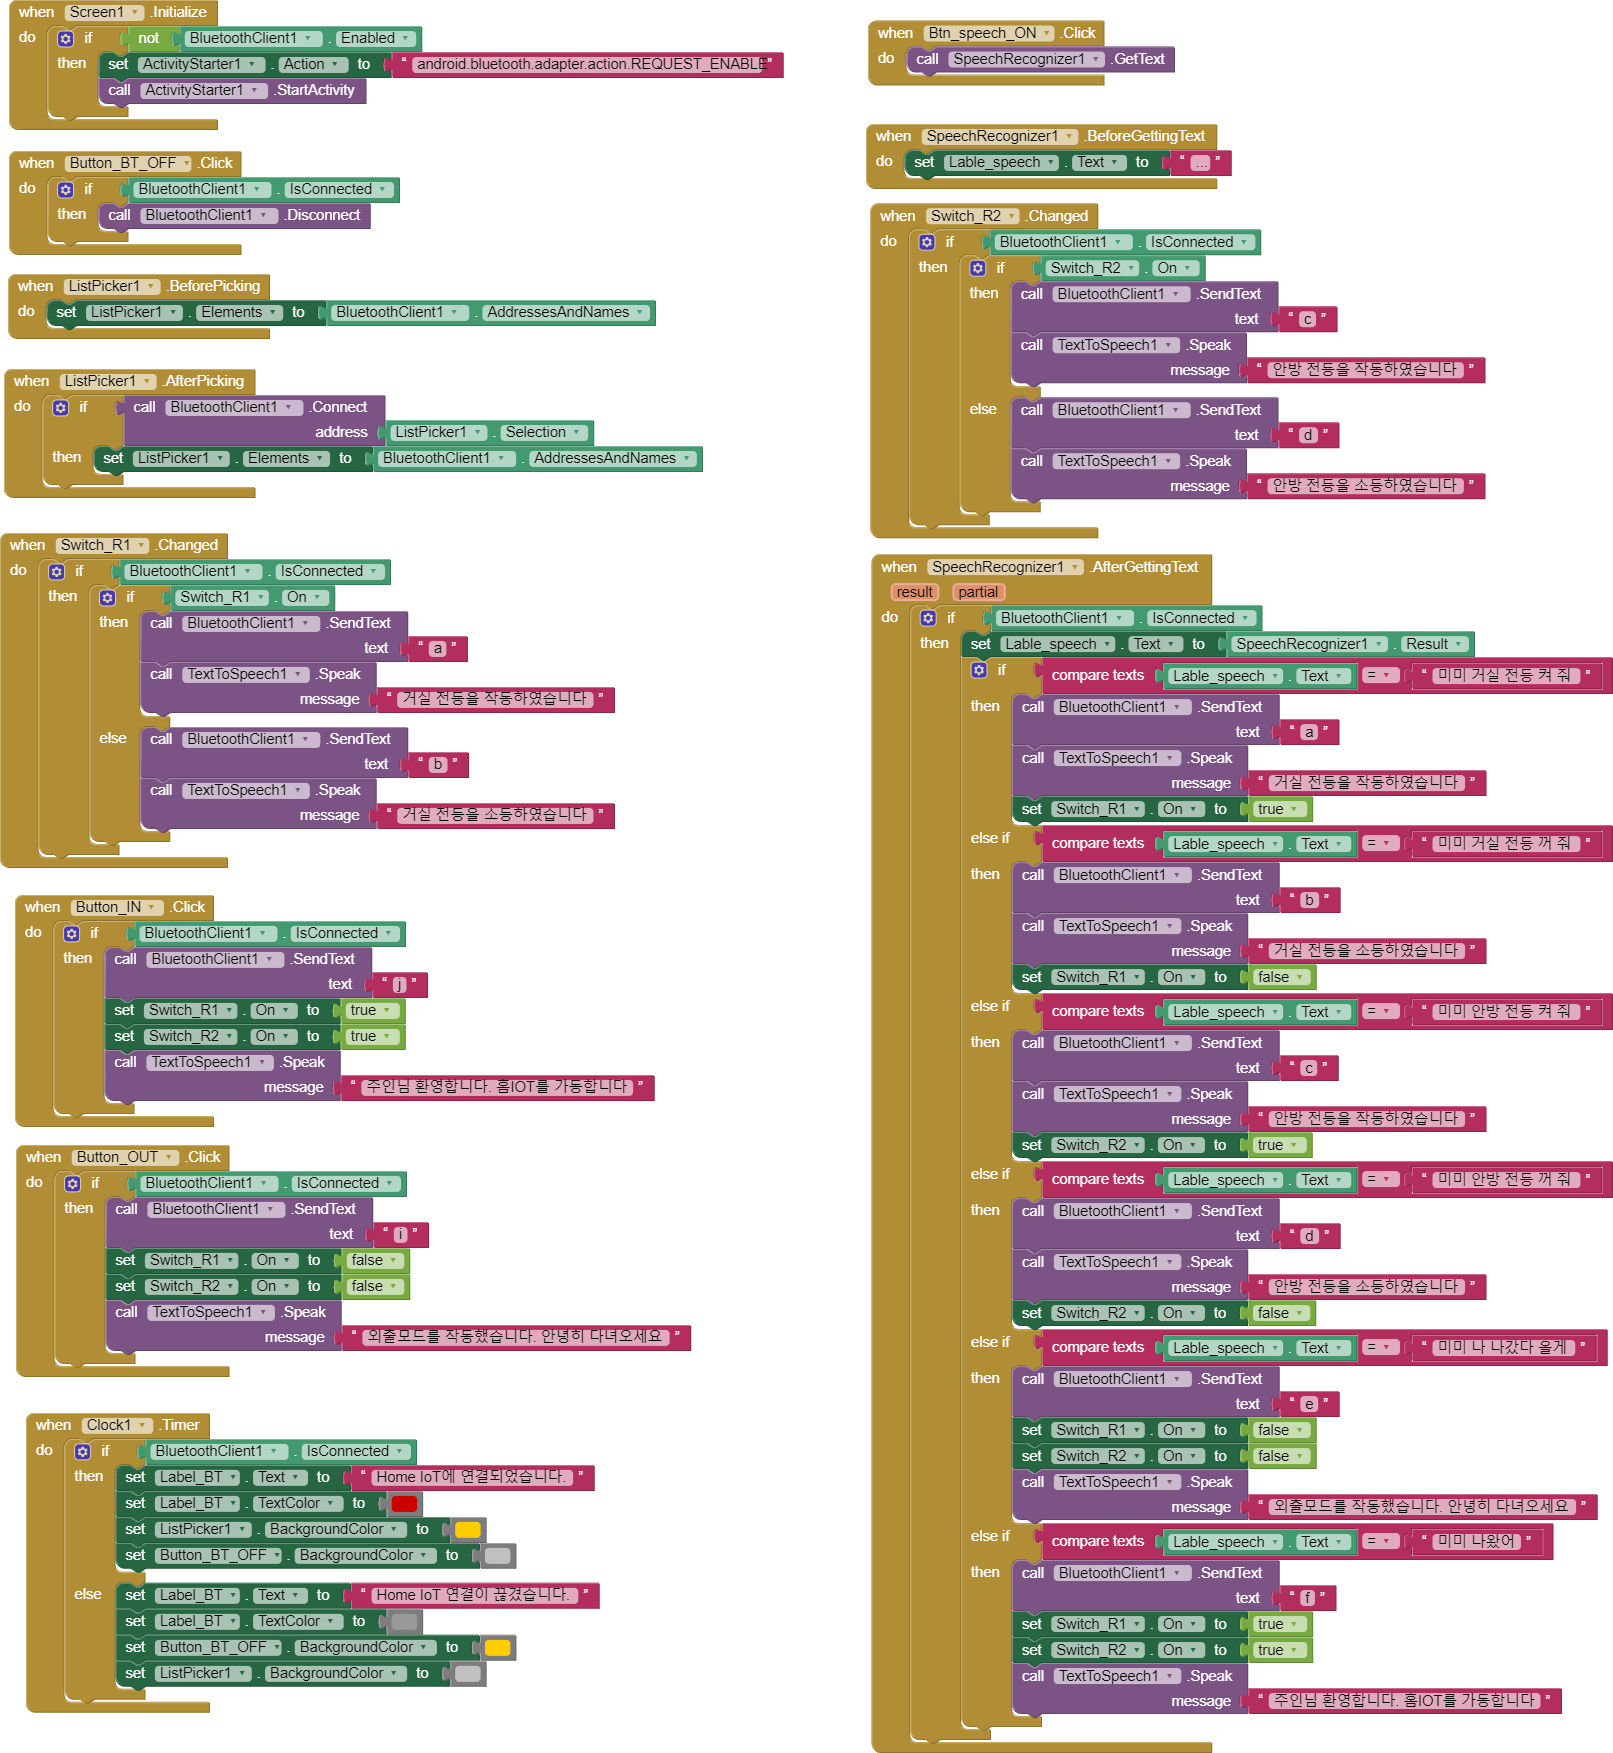 when Screen1 .Initialize
do if not BluetoothClient1 . Enabled
then set ActivityStarter1 . Action to " android.bluetooth.adapter.action.REQUEST_ENABLE "
call ActivityStarter1 .StartActivity
when Button_BT_OFF .Click
do if BluetoothClient1 . IsConnected
then call BluetoothClient1 .Disconnect
when ListPicker1 .BeforePicking
do set ListPicker1 . Elements to BluetoothClient1 . AddressesAndNames
when ListPicker1 .AfterPicking
do if call BluetoothClient1 .Connect
address ListPicker1 . Selection
then set ListPicker1 . Elements to BluetoothClient1 . AddressesAndNames
when Switch_R1 .Changed
do if BluetoothClient1 . IsConnected
then if Switch_R1 . On
then call BluetoothClient1 .SendText
text " a "
call TextToSpeech1 .Speak
message " 거실 전등을 작동하였습니다 "
else call BluetoothClient1 .SendText
text " b "
call TextToSpeech1 .Speak
message " 거실 전등을 소등하였습니다 "
when Button_IN .Click
do if BluetoothClient1 . IsConnected
then call BluetoothClient1 .SendText
text " j "
set Switch_R1 . On to true
set Switch_R2 . On to true
call TextToSpeech1 .Speak
message " 주인님 환영합니다. 홈IOT를 가동합니다 "
when Button_OUT .Click
do if BluetoothClient1 . IsConnected
then call BluetoothClient1 .SendText
text " i "
set Switch_R1 . On to false
set Switch_R2 . On to false
call TextToSpeech1 .Speak
message " 외출모드를 작동했습니다. 안녕히 다녀오세요 "
when Clock1 .Timer
do if BluetoothClient1 . IsConnected
then set Label_BT . Text to " Home IoT에 연결되었습니다. "
set Label_BT . TextColor to
set ListPicker1 . BackgroundColor to
set Button_BT_OFF . BackgroundColor to
else set Label_BT . Text to " Home IoT 연결이 끊겼습니다. "
set Label_BT . TextColor to
set Button_BT_OFF . BackgroundColor to
set ListPicker1 . BackgroundColor to
when Btn_speech_ON .Click
do call SpeechRecognizer1 .GetText
when SpeechRecognizer1 .BeforeGettingText
do set Lable_speech . Text to " ... "
when Switch_R2 .Changed
do if BluetoothClient1 . IsConnected
then if Switch_R2 . On
then call BluetoothClient1 .SendText
text " c "
call TextToSpeech1 .Speak
message " 안방 전등을 작동하였습니다 "
else call BluetoothClient1 .SendText
text " d "
call TextToSpeech1 .Speak
message " 안방 전등을 소등하였습니다 "
when SpeechRecognizer1 .AfterGettingText
result partial
do if BluetoothClient1 . IsConnected
then set Lable_speech . Text to SpeechRecognizer1 . Result
if compare texts Lable_speech . Text = " 미미 거실 전등 켜 줘 "
then call BluetoothClient1 .SendText
text " a "
call TextToSpeech1 .Speak
message " 거실 전등을 작동하였습니다 "
set Switch_R1 . On to true
else if compare texts Lable_speech . Text = " 미미 거실 전등 꺼 줘 "
then call BluetoothClient1 .SendText
text " b "
call TextToSpeech1 .Speak
message " 거실 전등을 소등하였습니다 "
set Switch_R1 . On to false
else if compare texts Lable_speech . Text = " 미미 안방 전등 켜 줘 "
then call BluetoothClient1 .SendText
text " c "
call TextToSpeech1 .Speak
message " 안방 전등을 작동하였습니다 "
set Switch_R2 . On to true
else if compare texts Lable_speech . Text = " 미미 안방 전등 꺼 줘 "
then call BluetoothClient1 .SendText
text " d "
call TextToSpeech1 .Speak
message " 안방 전등을 소등하였습니다 "
set Switch_R2 . On to false
else if compare texts Lable_speech . Text = " 미미 나 나갔다 올게 "
then call BluetoothClient1 .SendText
text " e "
set Switch_R1 . On to false
set Switch_R2 . On to false
call TextToSpeech1 .Speak
message " 외출모드를 작동했습니다. 안녕히 다녀오세요 "
else if compare texts Lable_speech . Text = " 미미 나왔어 "
then call BluetoothClient1 .SendText
text " f "
set Switch_R1 . On to true
set Switch_R2 . On to true
call TextToSpeech1 .Speak
message " 주인님 환영합니다. 홈IOT를 가동합니다 "